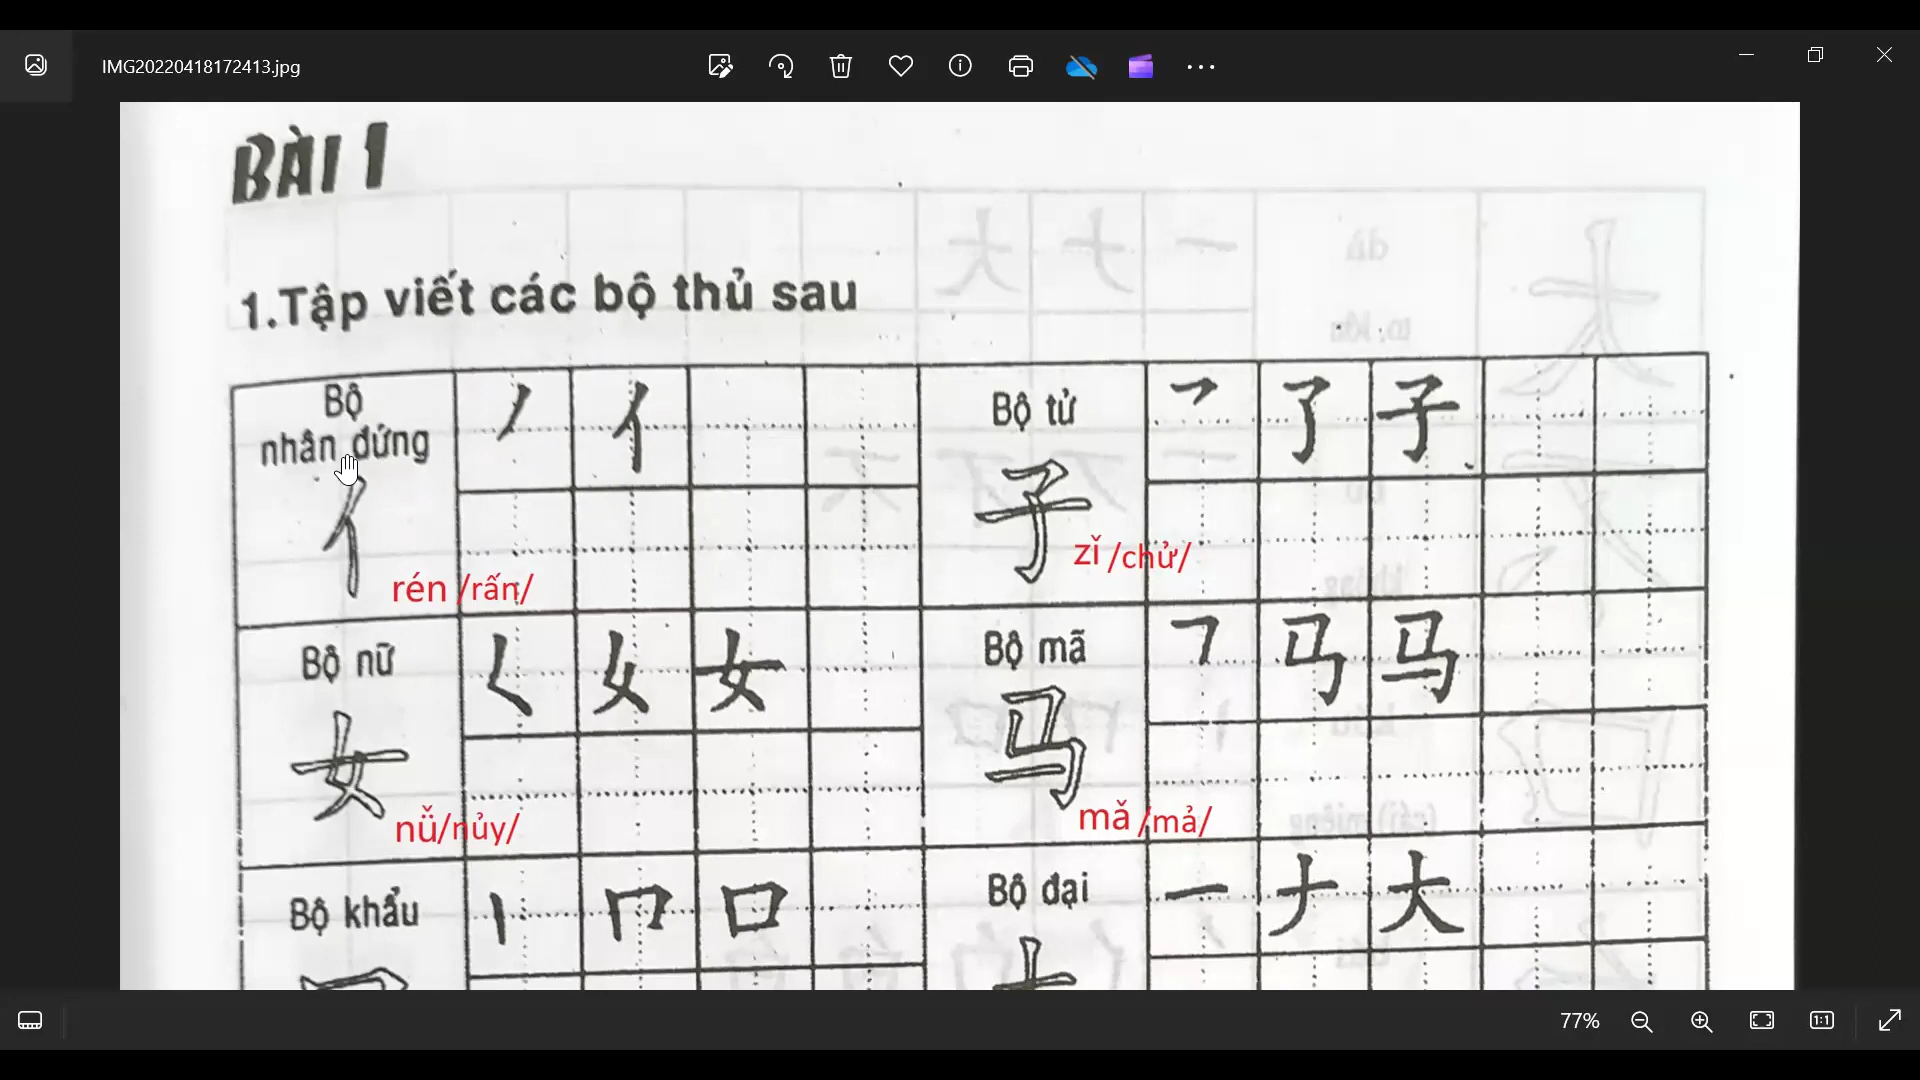 IMG20220418172413.jpg
BÀI 1
1.Tập viết các bộ thủ sau
Bộ
nhân đứng
亻
rén /rấn/
丿 亻
Bộ tử
子
zǐ /chử/
㇇ 了 子
Bộ nữ
女
nǚ/nủy/
𡿨 女
Bộ mã
马
mǎ /mả/
㇕ 马
Bộ khẩu
丨 冂 口
Bộ đại
一 ナ 大
77%
1:1